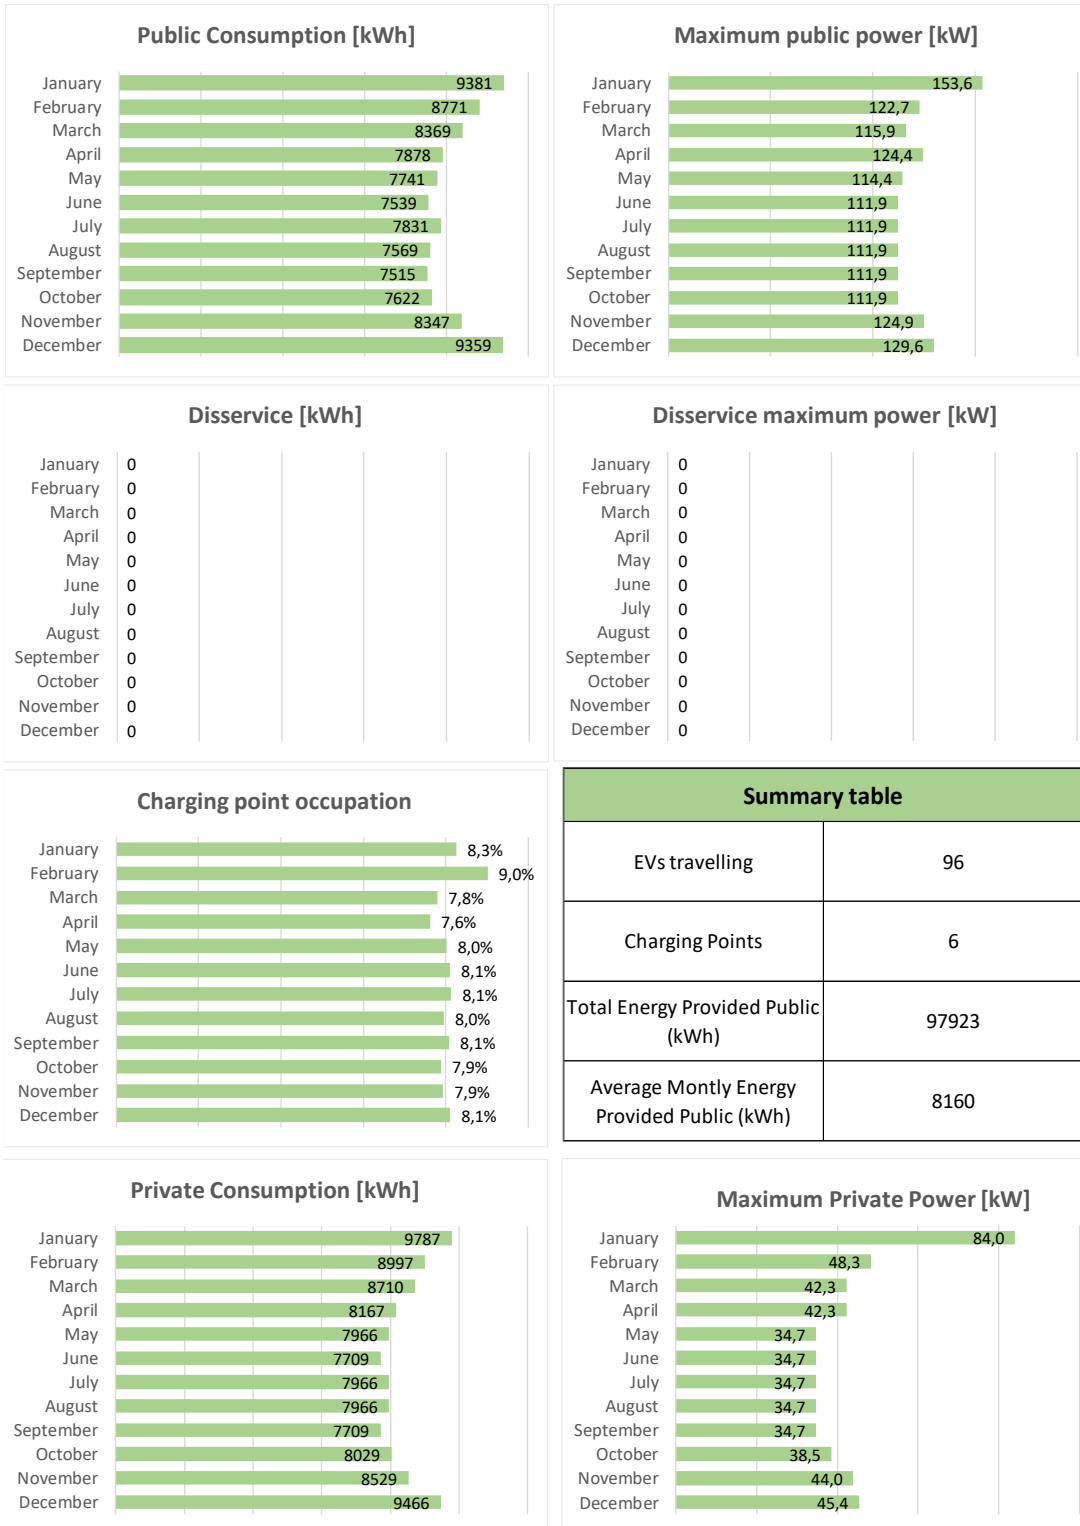 Public Consumption [kWh]
January 9381
February 8771
March 8369
April 7878
May 7741
June 7539
July 7831
August 7569
September 7515
October 7622
November 8347
December 9359
Maximum public power [kW]
January 153,6
February 122,7
March 115,9
April 124,4
May 114,4
June 111,9
July 111,9
August 111,9
September 111,9
October 111,9
November 124,9
December 129,6
Disservice [kWh]
January 0
February 0
March 0
April 0
May 0
June 0
July 0
August 0
September 0
October 0
November 0
December 0
Disservice maximum power [kW]
January 0
February 0
March 0
April 0
May 0
June 0
July 0
August 0
September 0
October 0
November 0
December 0
Charging point occupation
January 8,3%
February 9,0%
March 7,8%
April 7,6%
May 8,0%
June 8,1%
July 8,1%
August 8,0%
September 8,1%
October 7,9%
November 7,9%
December 8,1%
Summary table
EVs travelling 96
Charging Points 6
Total Energy Provided Public
(kWh) 97923
Average Montly Energy
Provided Public (kWh) 8160
Private Consumption [kWh]
January 9787
February 8997
March 8710
April 8167
May 7966
June 7709
July 7966
August 7966
September 7709
October 8029
November 8529
December 9466
Maximum Private Power [kW]
January 84,0
February 48,3
March 42,3
April 42,3
May 34,7
June 34,7
July 34,7
August 34,7
September 34,7
October 38,5
November 44,0
December 45,4